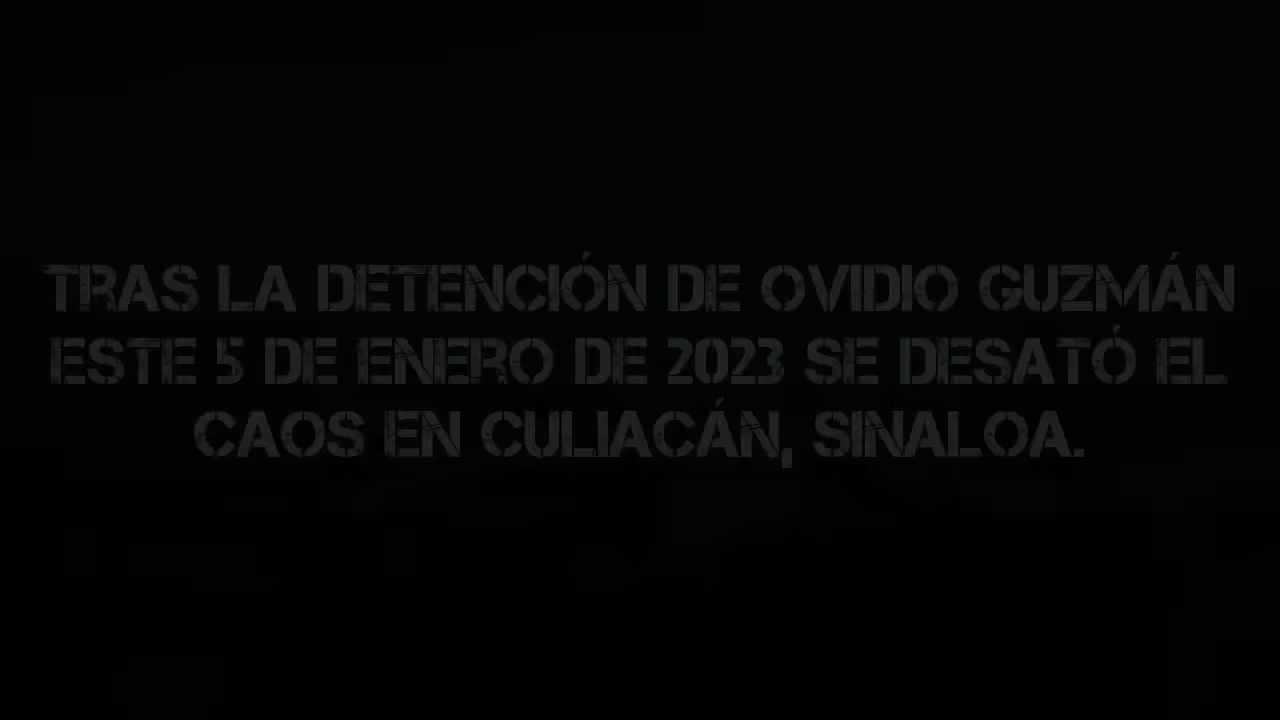 TRAS LA DETENCIÓN DE OVIDIO GUZMÁN
ESTE 5 DE ENERO DE 2023 SE DESATÓ EL
CAOS EN CULIACÁN, SINALOA.